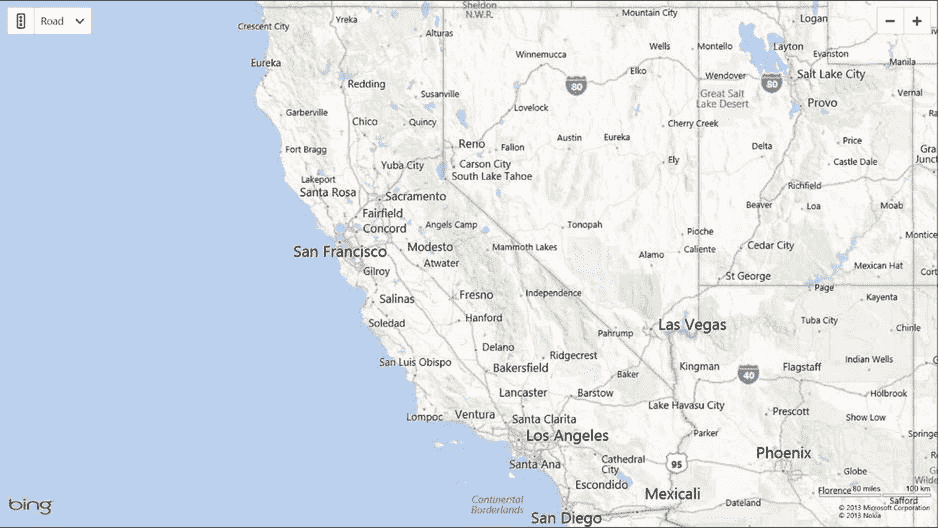 Road
Sheldon
N.W.R.
Mountain City
Logan
Crescent City
Yreka
Alturas
Layton
Evanston
Manila
Eureka
Winnemucca
Wells
Montello
Elko
Wendover
Salt Lake City
Redding
Susanville
80
80
Great Salt
Lake Desert
Vernal
Provo
Garberville
Lovelock
Chico
Quincy
Cherry Creek
Reno
Fallon
Austin
Eureka
Delta
Price
Fort Bragg
Yuba City
Carson City
South Lake Tahoe
Ely
Castle Dale
Lakeport
Santa Rosa
Sacramento
Richfield
Fairfield
Concord
Angels Camp
Tonopah
Pioche
Beaver
Loa
Moab
San Francisco
Modesto
Mammoth Lakes
Alamo
Caliente
Cedar City
Atwater
Gilroy
Mexican Hat
St George
Page
Salinas
Fresno
Independence
Kayenta
Soledad
Hanford
Las Vegas
Tuba City
Chinle
Pahrump
Delano
San Luis Obispo
Ridgecrest
Bakersfield
Baker
Kingman
40
Flagstaff
Indian Wells
Lancaster
Barstow
Lake Havasu City
Holbrook
Lompoc
Ventura
Santa Clarita
Prescott
Show Low
Los Angeles
Parker
Phoenix
Santa Ana
Cathedral
City
95
Globe
Escondido
Mexicali
Florence
80 miles
100 km
Safford
Dateland
bing
Continental
Borderlands
San Diego
© 2013 Microsoft Corporation
© 2013 Nokia